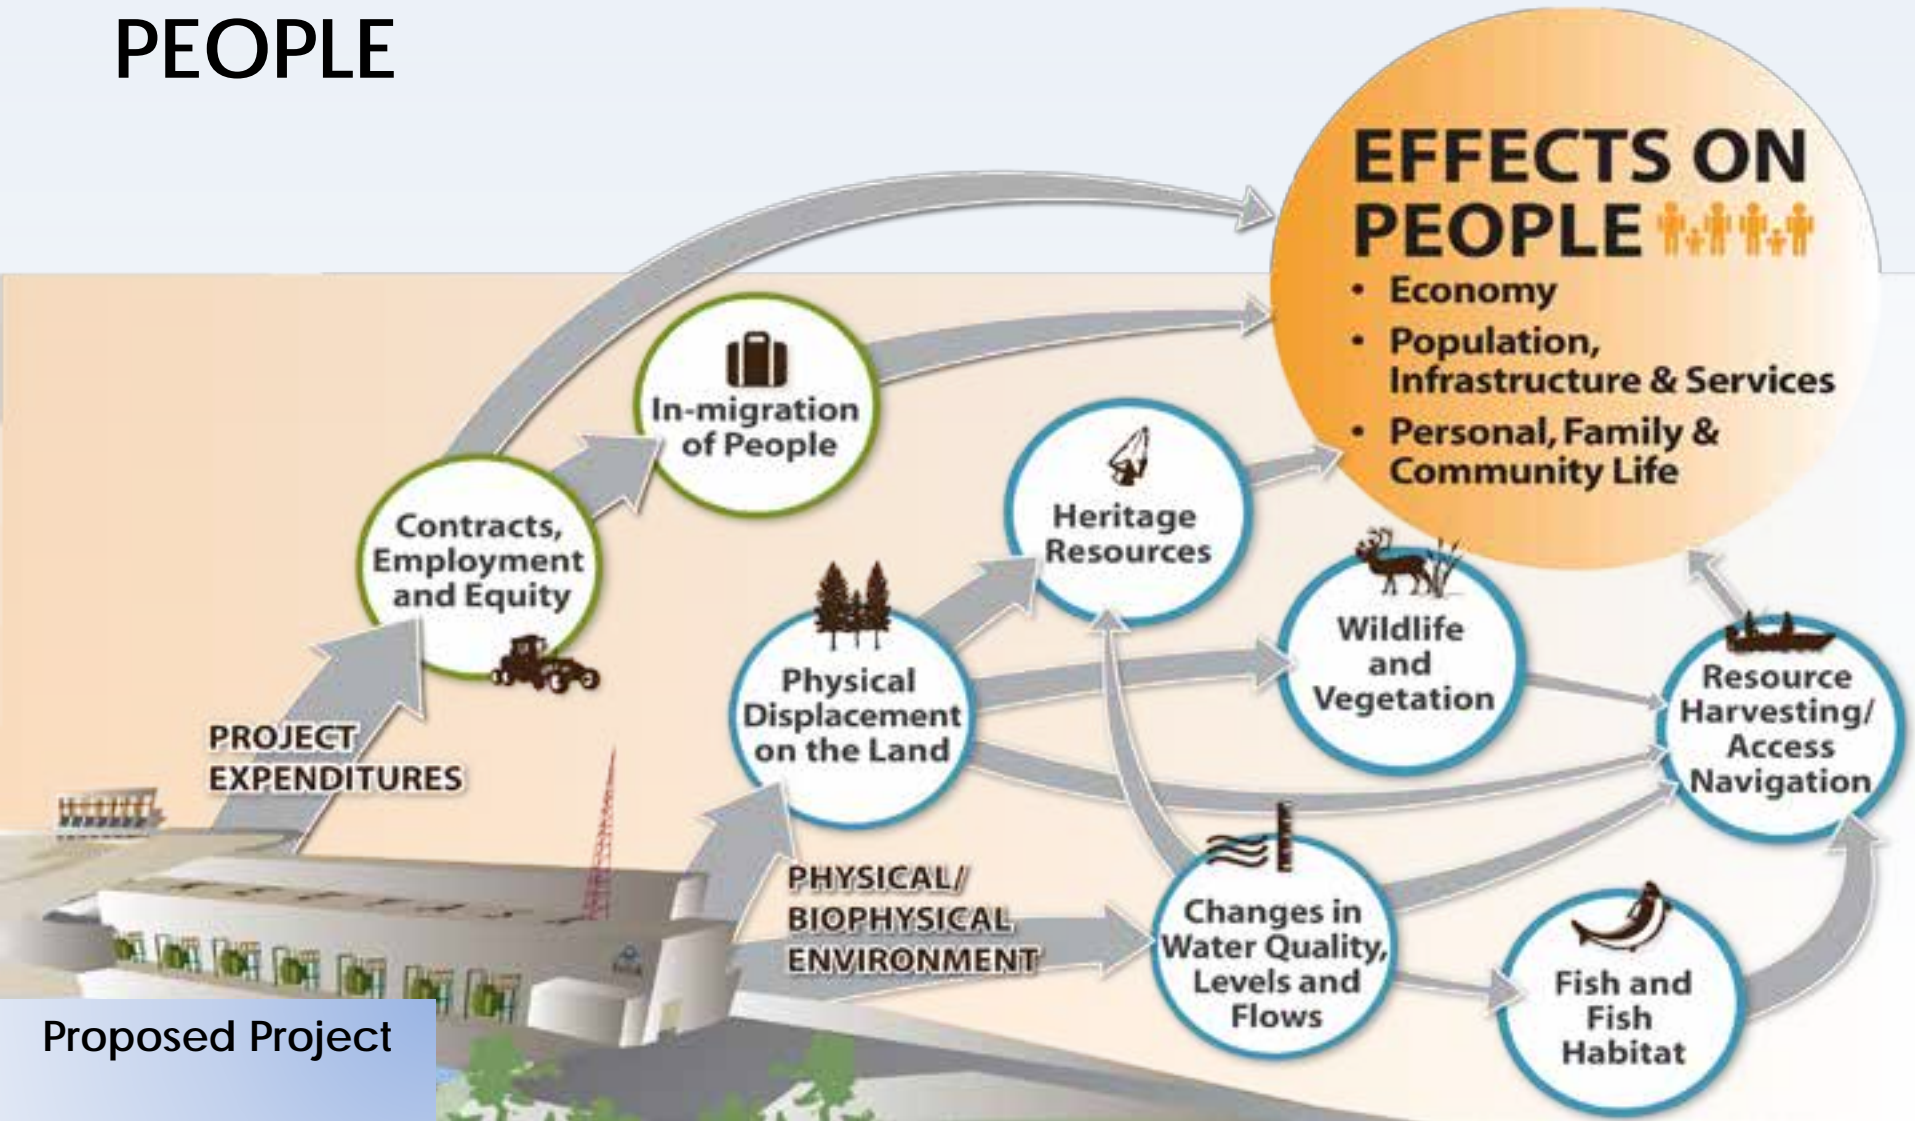 PEOPLE
EFFECTS ON
PEOPLE
• Economy
• Population,
Infrastructure & Services
• Personal, Family &
Community Life
In-migration
of People
Contracts,
Employment
and Equity
Heritage
Resources
Wildlife
and
Vegetation
Physical
Displacement
on the Land
Resource
Harvesting/
Access
Navigation
PROJECT
EXPENDITURES
PHYSICAL/
BIOPHYSICAL
ENVIRONMENT
Changes in
Water Quality,
Levels and
Flows
Fish and
Fish
Habitat
Proposed Project